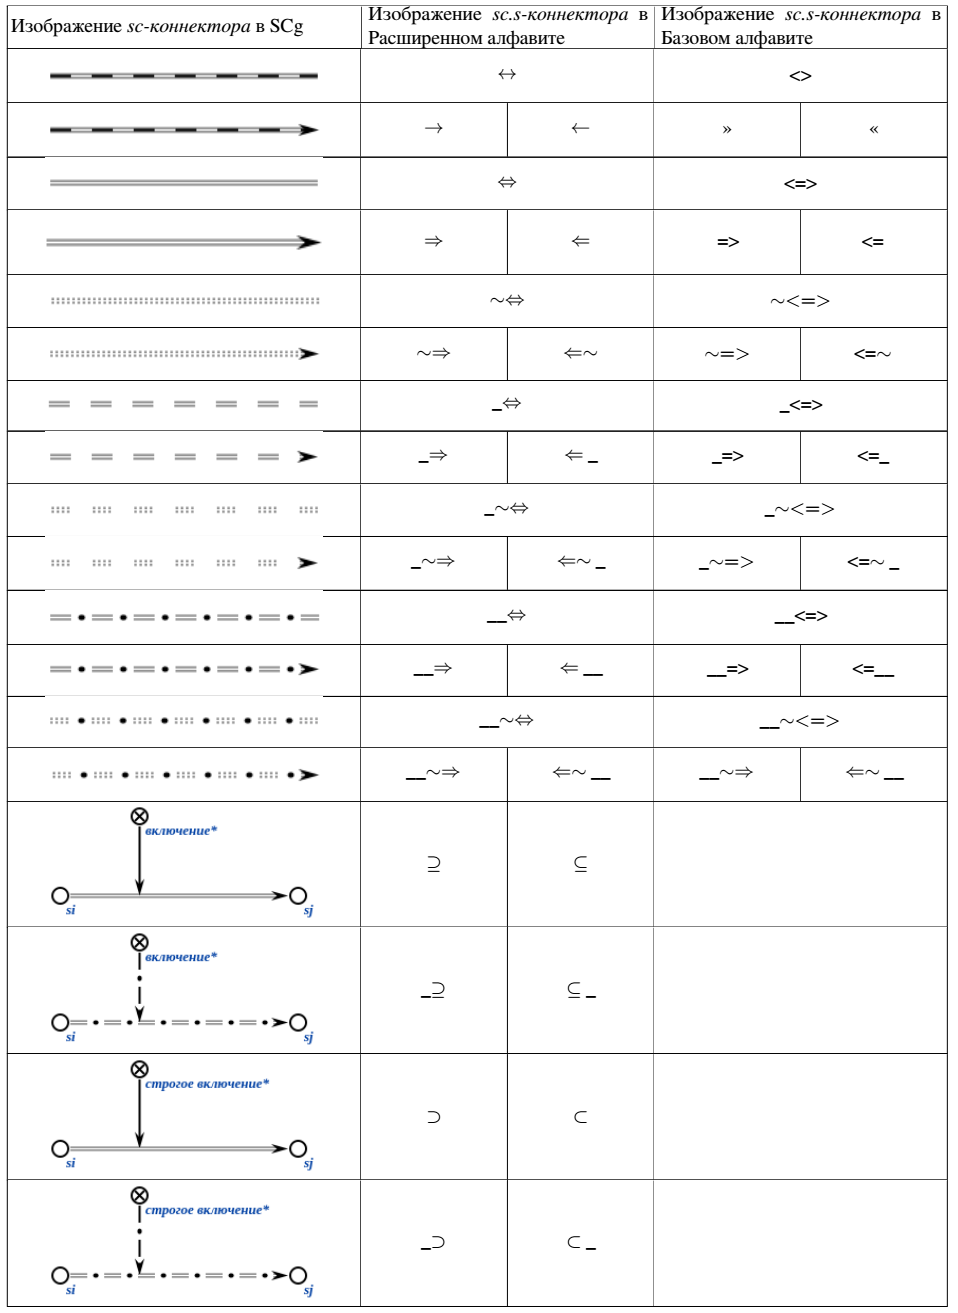 Изображение sc-коннектора в SCg
Изображение sc.s-коннектора в
Расширенном алфавите
Изображение sc.s-коннектора в
Базовом алфавите
↔ <>
→ ← » «
⇔ <=>
⇒ ⇐ => <=
∼⇔ ∼<=>
∼⇒ ⇐∼ ∼=> <=∼
_⇔ _<=>
_⇒ ⇐_ _=> <=_
_∼⇔ _∼<=>
_∼⇒ ⇐∼_ _∼=> <=∼_
__⇔ __<=>
__⇒ ⇐__ __=> <=__
__∼⇔ __∼<=>
__∼⇒ ⇐∼__ __∼⇒ ⇐∼__
включение*
si sj
⊇ ⊆
включение*
si sj
_⊇ ⊆_
строгое включение*
si sj
⊃ ⊂
строгое включение*
si sj
_⊃ ⊂_